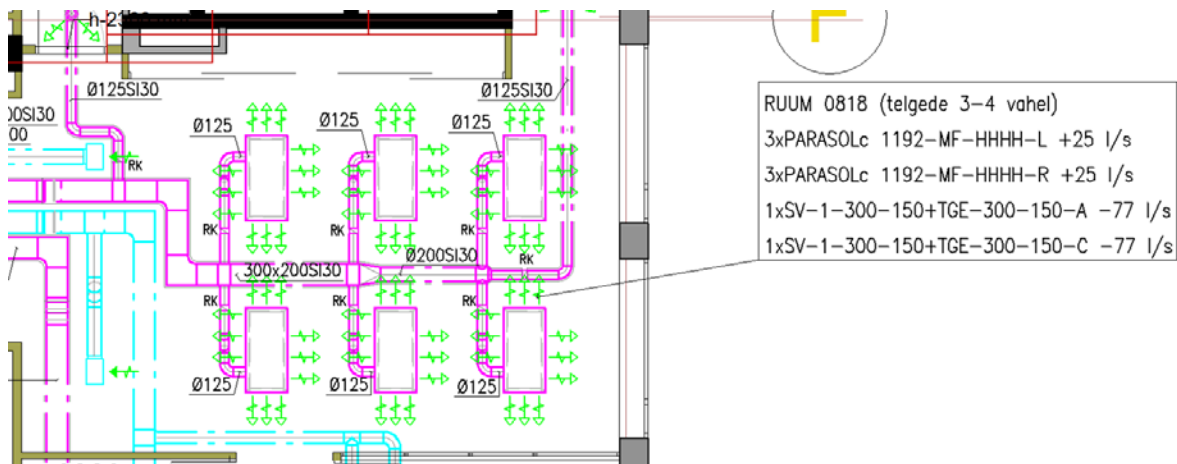 Ø125SI30
Ø125SI30
RUUM 0818 (telgede 3-4 vahel)
3xPARASOLc 1192-MF-HHHH-L +25 l/s
3xPARASOLc 1192-MF-HHHH-R +25 l/s
1xSV-1-300-150+TGE-300-150-A -77 l/s
1xSV-1-300-150+TGE-300-150-C -77 l/s
00SI30
00
Ø125
Ø125
Ø125
RK
RK
RK
RK
300x200SI30
Ø200SI30
RK
RK
RK
RK
Ø125
Ø125
Ø125